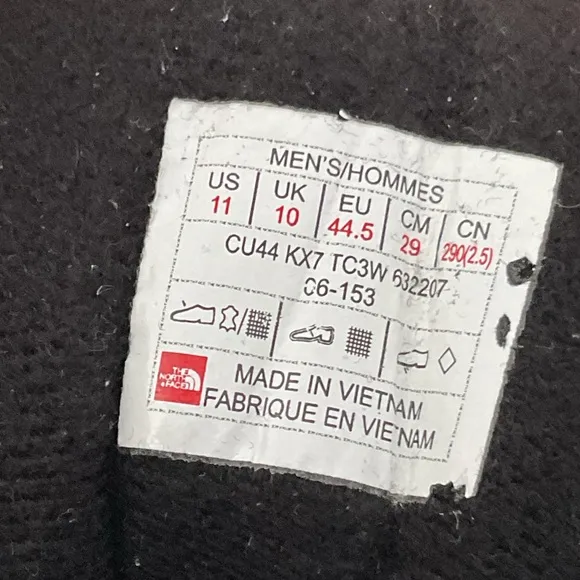 MEN'S/HOMMES
US UK EU CM CN
11 10 44.5 29 290(2.5)
CU44 KX7 TC3W 632207
06-153
THE NORTH FACE
MADE IN VIETNAM
FABRIQUE EN VIETNAM